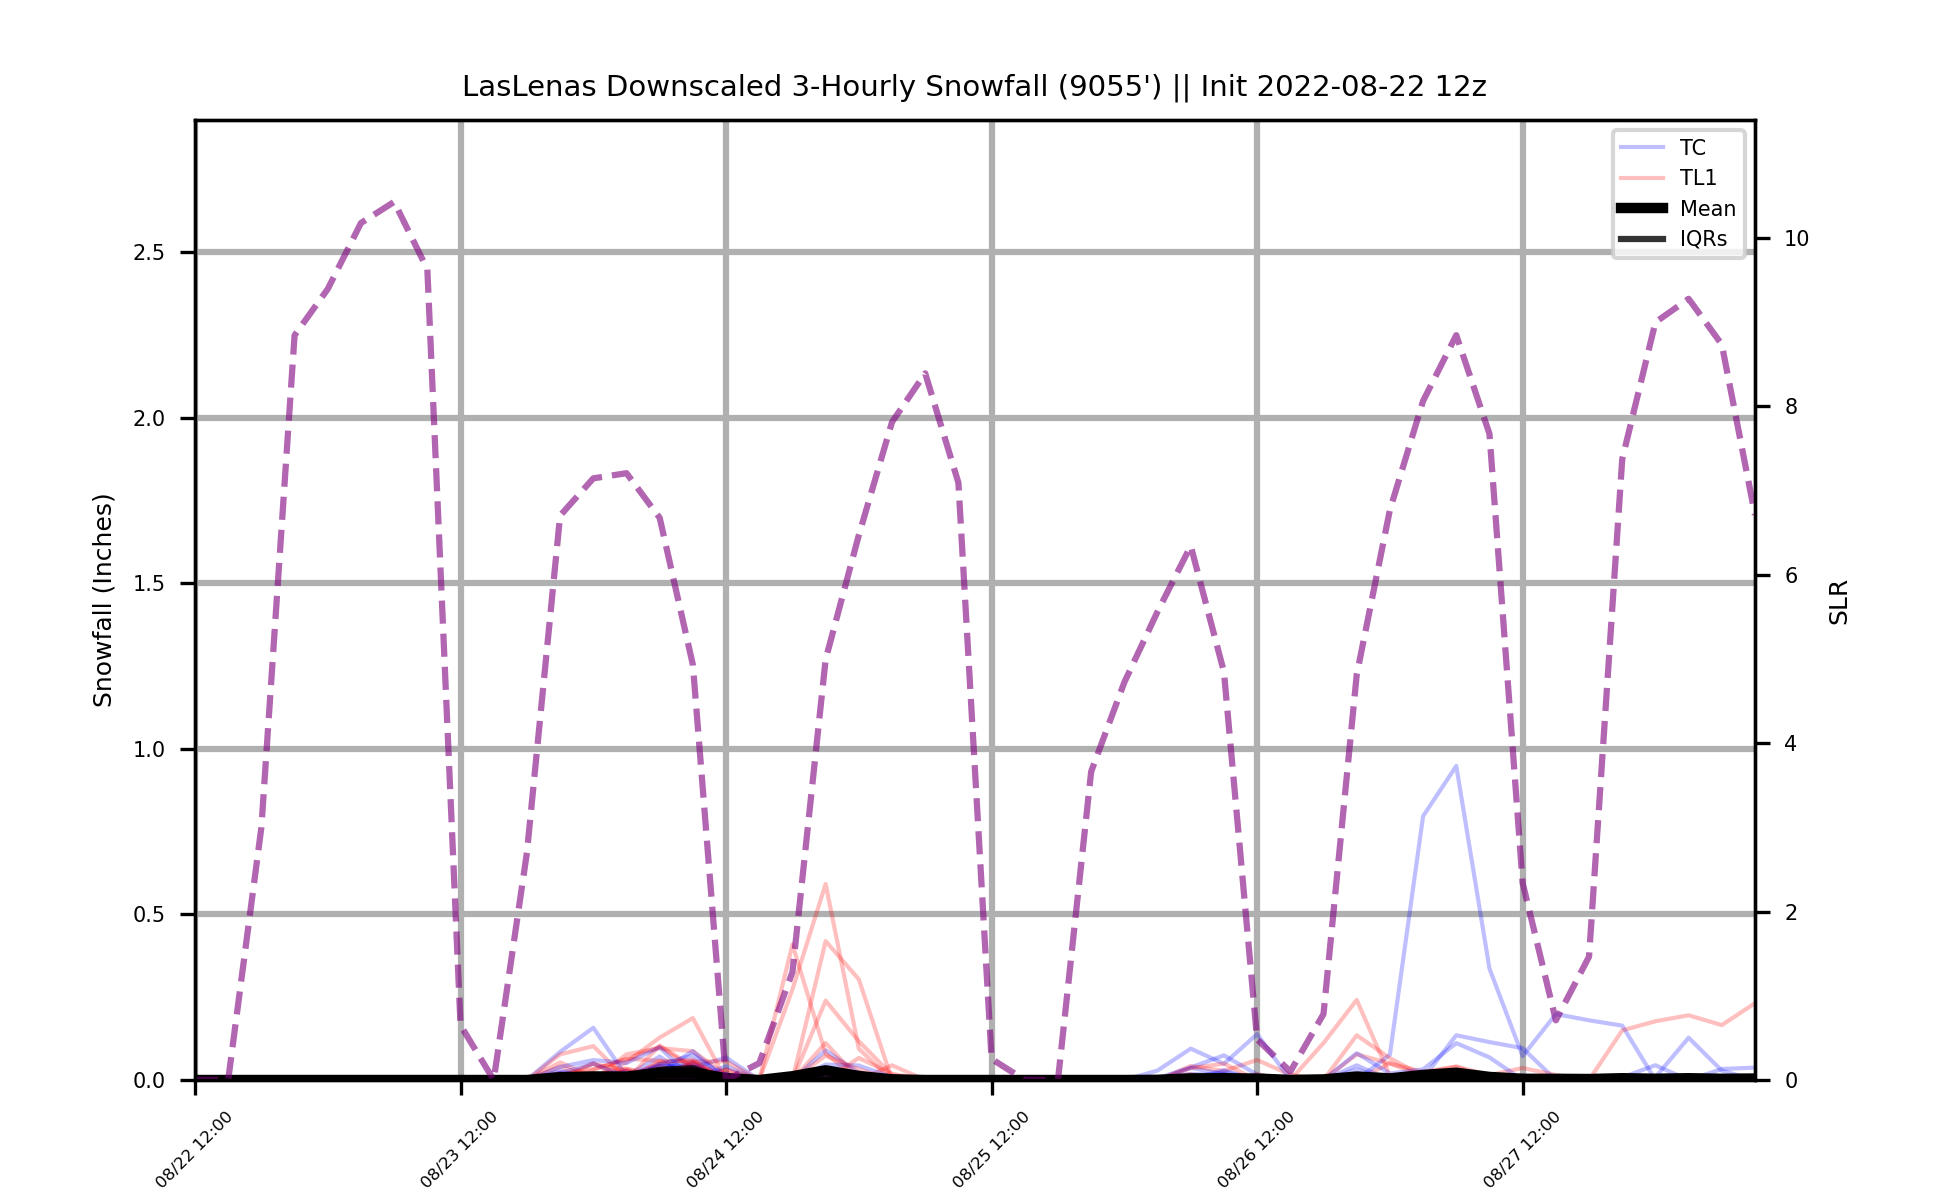 LasLenas Downscaled 3-Hourly Snowfall (9055') || Init 2022-08-22 12z
TC
TL1
Mean
IQRs
Snowfall (Inches)
2.5
2.0
1.5
1.0
0.5
0.0
SLR
10
8
6
4
2
0
08/22 12:00
08/23 12:00
08/24 12:00
08/25 12:00
08/26 12:00
08/27 12:00